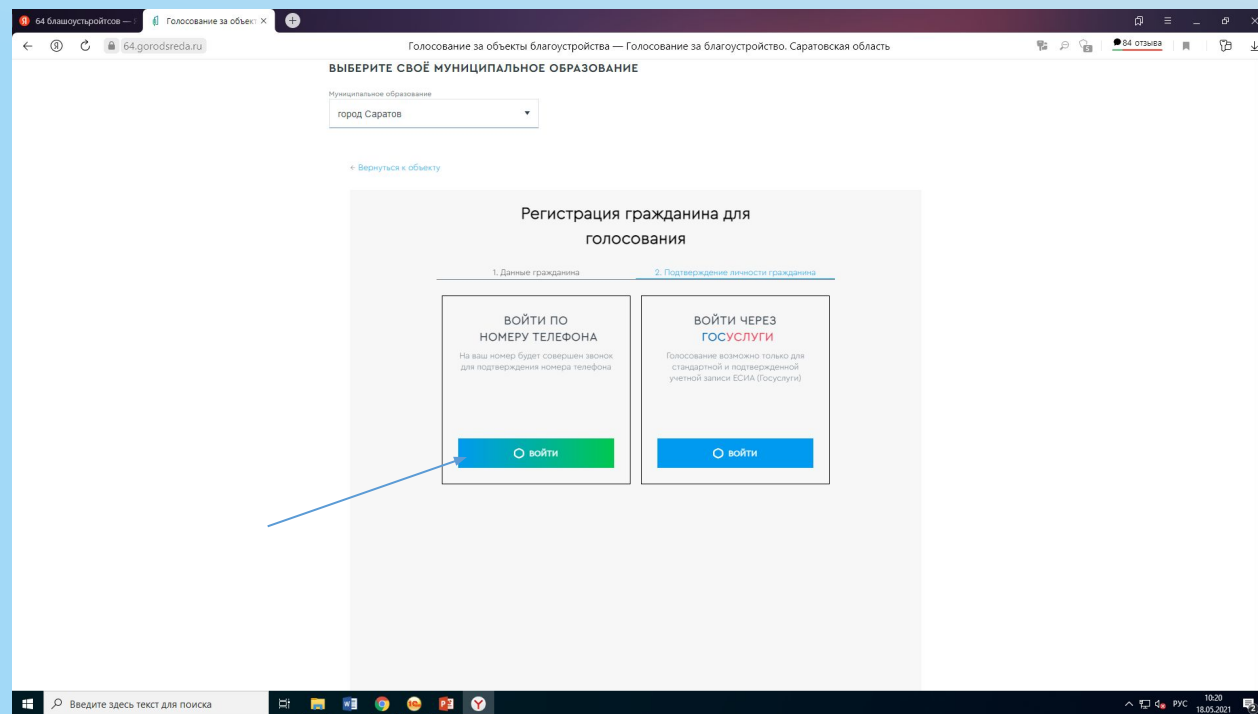 64 блашоустьройтсов —
Голосование за объект
64.gorodsreda.ru
Голосование за объекты благоустройства — Голосование за благоустройство. Саратовская область
84 отзыва
ВЫБЕРИТЕ СВОЁ МУНИЦИПАЛЬНОЕ ОБРАЗОВАНИЕ
Муниципальное образование
город Саратов
← Вернуться к объекту
Регистрация гражданина для
голосования
1. Данные гражданина
2. Подтверждение личности гражданина
ВОЙТИ ПО
НОМЕРУ ТЕЛЕФОНА
На ваш номер будет совершен звонок
для подтверждения номера телефона
ВОЙТИ
ВОЙТИ ЧЕРЕЗ
ГОСУСЛУГИ
Голосование возможно только для
стандартной и подтвержденной
учетной записи ЕСИА (Госуслуги)
ВОЙТИ
Введите здесь текст для поиска
РУС
10:20
18.05.2021